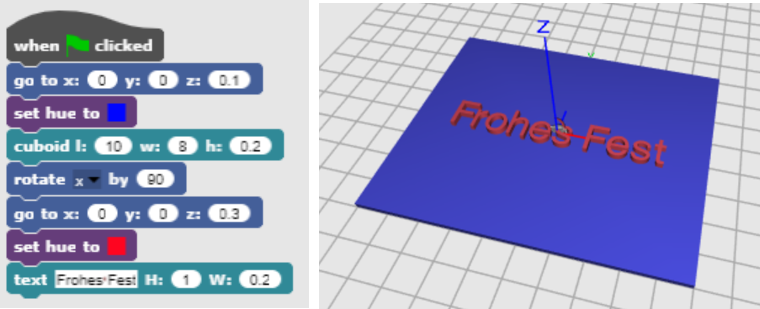 when clicked
go to x: 0 y: 0 z: 0.1
set hue to
cuboid l: 10 w: 8 h: 0.2
rotate x by 90
go to x: 0 y: 0 z: 0.3
set hue to
text Frohes Fest H: 1 W: 0.2
Z
y
Frohes Fest